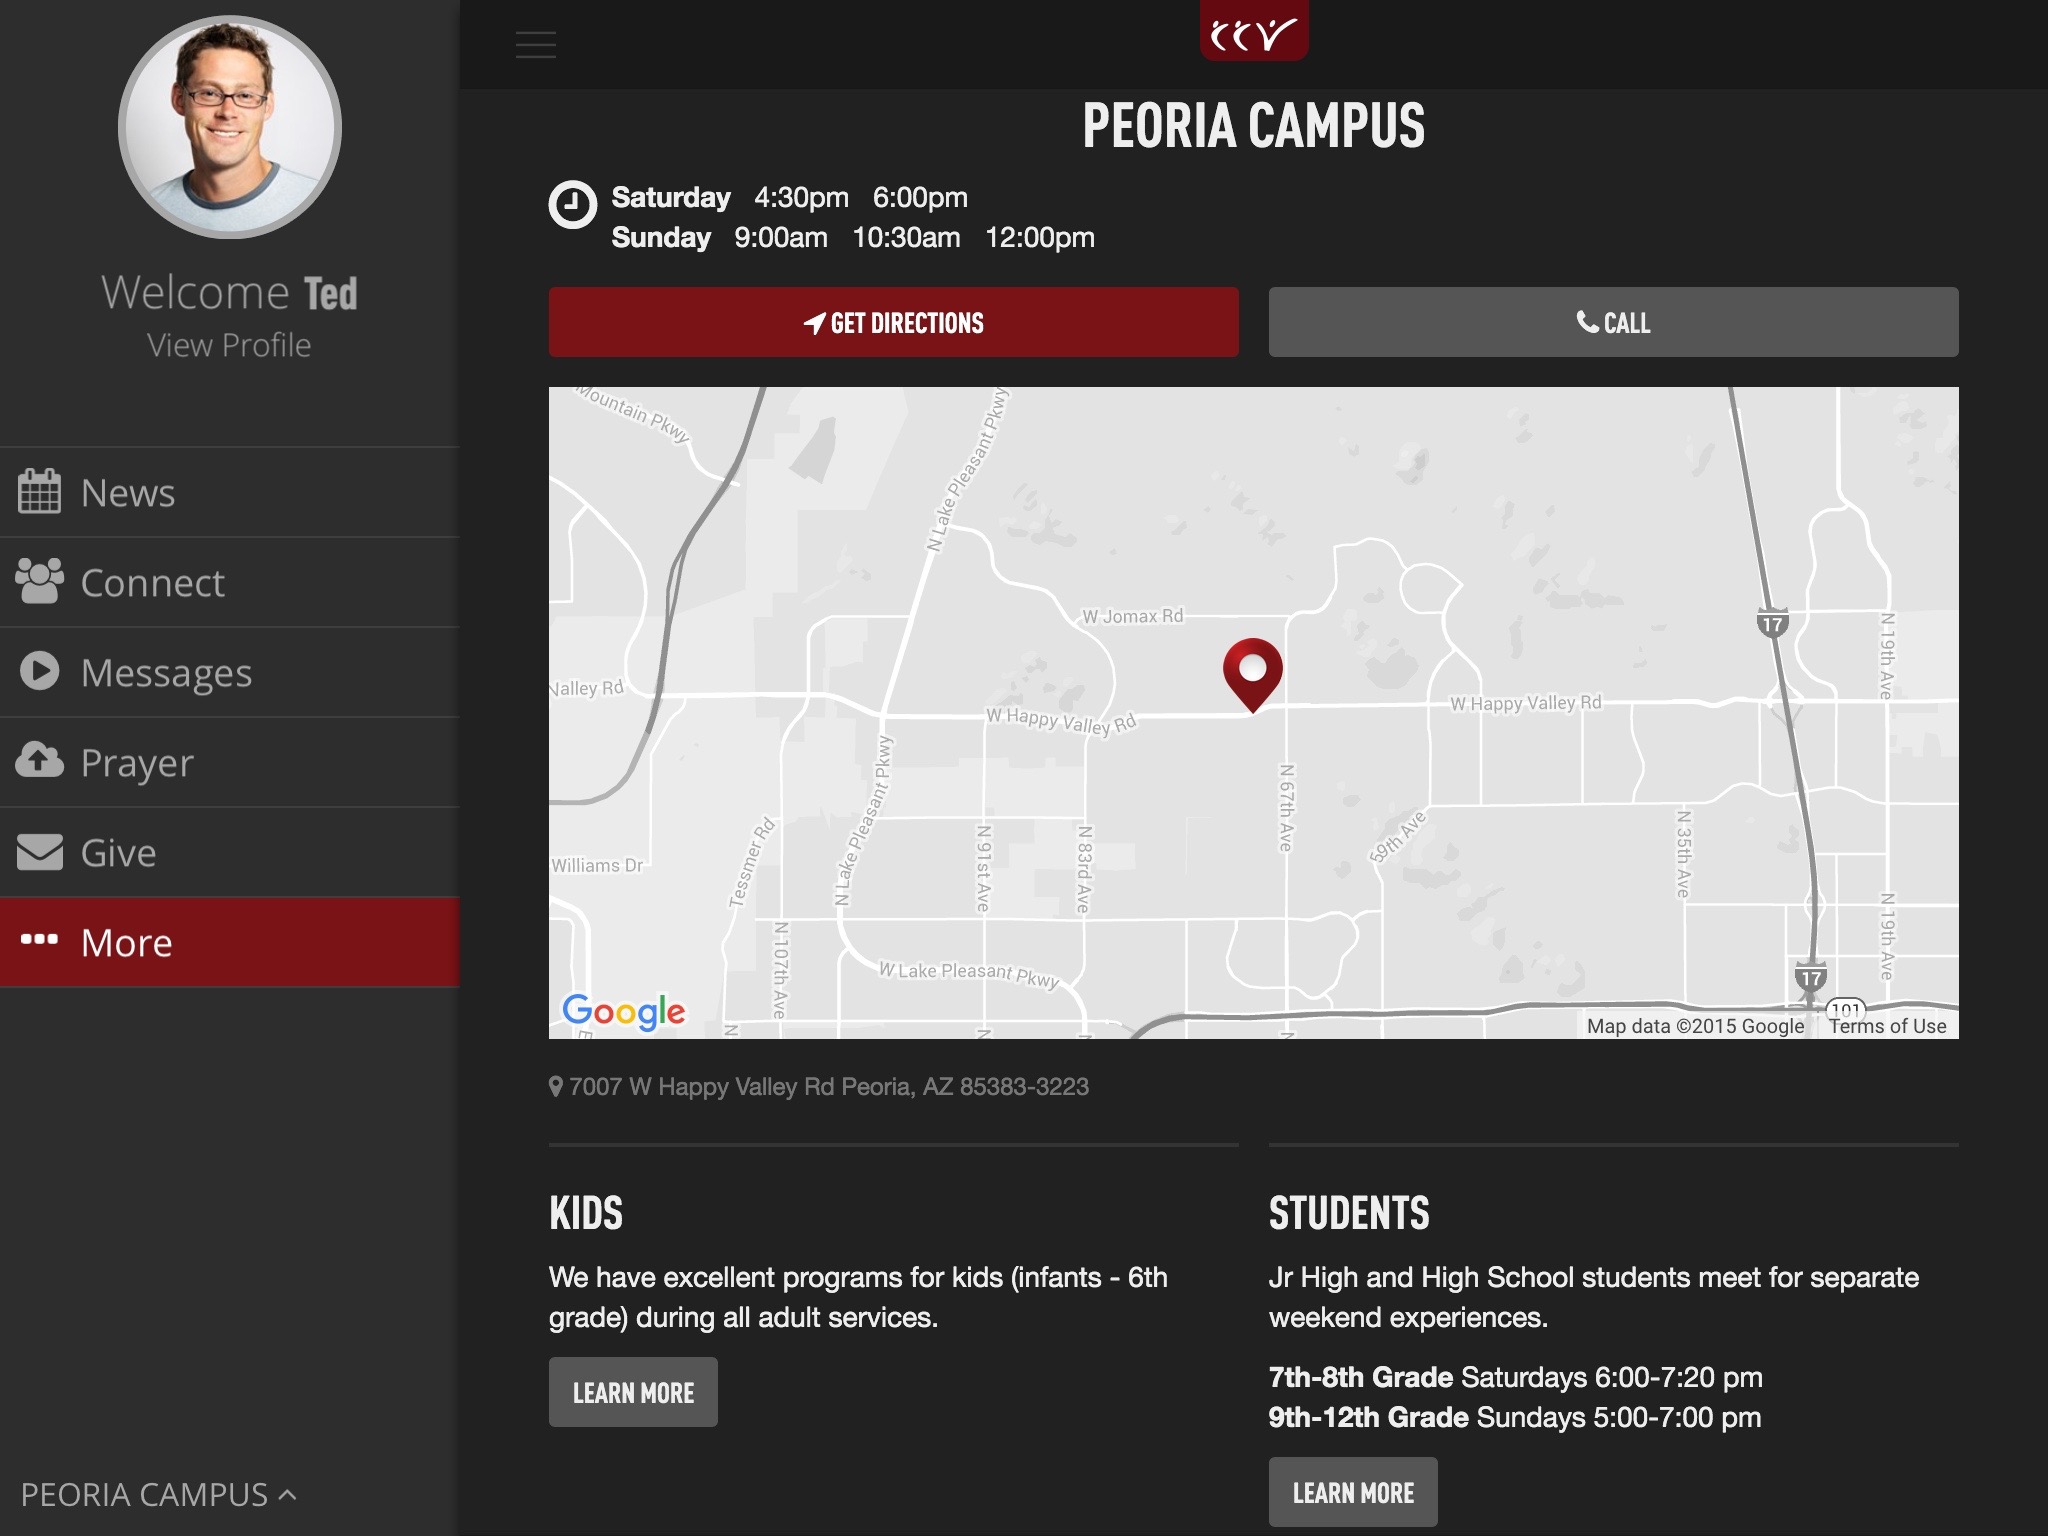 CCV
Welcome Ted
View Profile
News
Connect
Messages
Prayer
Give
More
PEORIA CAMPUS
PEORIA CAMPUS
Saturday 4:30pm 6:00pm
Sunday 9:00am 10:30am 12:00pm
GET DIRECTIONS
CALL
Mountain Pkwy
N Lake Pleasant Pkwy
W Jomax Rd
17
N 19th Ave
Valley Rd
W Happy Valley Rd
W Happy Valley Rd
N Lake Pleasant Pkwy
N 67th Ave
59th Ave
Tessmer Rd
N 91st Ave
N 83rd Ave
N 35th Ave
Williams Dr
N 19th Ave
N 107th Ave
W Lake Pleasant Pkwy
17
101
Google
E
N
N
N
N
N
Map data ©2015 Google
Terms of Use
7007 W Happy Valley Rd Peoria, AZ 85383-3223
KIDS
We have excellent programs for kids (infants - 6th
grade) during all adult services.
LEARN MORE
STUDENTS
Jr High and High School students meet for separate
weekend experiences.
7th-8th Grade Saturdays 6:00-7:20 pm
9th-12th Grade Sundays 5:00-7:00 pm
LEARN MORE